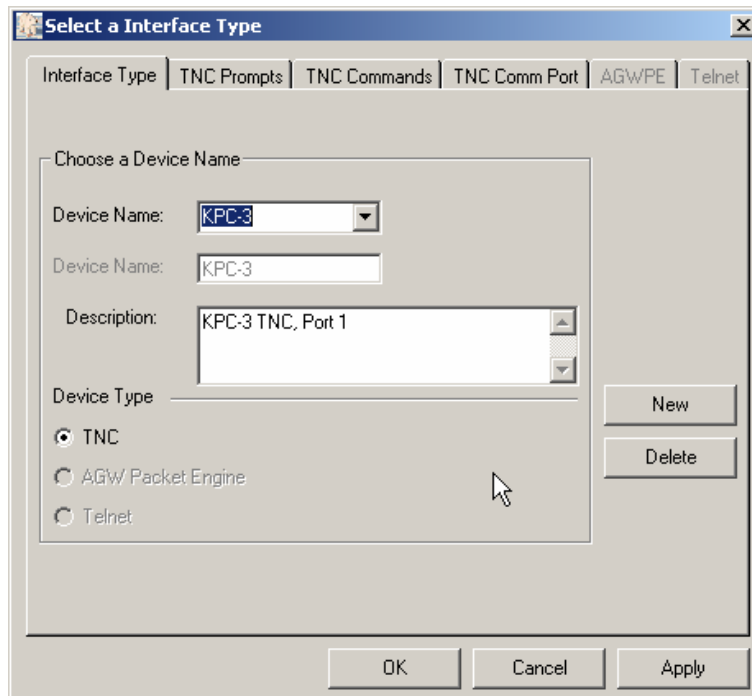 Select a Interface Type
Interface Type TNC Prompts TNC Commands TNC Comm Port AGWPE Telnet
Choose a Device Name
Device Name: KPC-3
Device Name: KPC-3
Description: KPC-3 TNC, Port 1
Device Type
New
TNC
Delete
AGW Packet Engine
Telnet
OK Cancel Apply